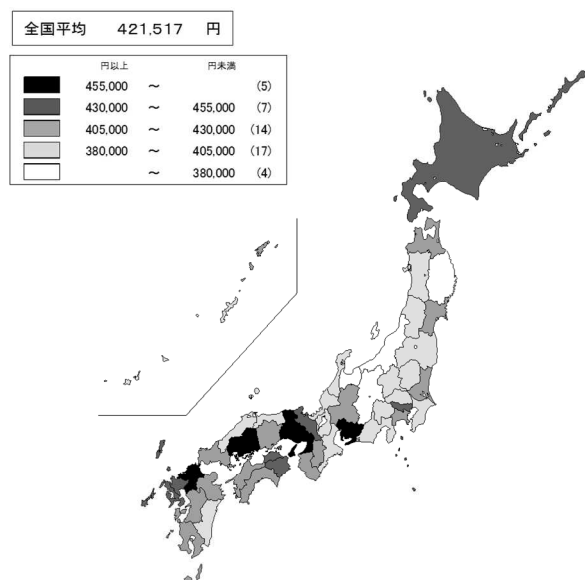 全国平均 421,517 円
円以上 円未満
455,000 ～ (5)
430,000 ～ 455,000 (7)
405,000 ～ 430,000 (14)
380,000 ～ 405,000 (17)
～ 380,000 (4)